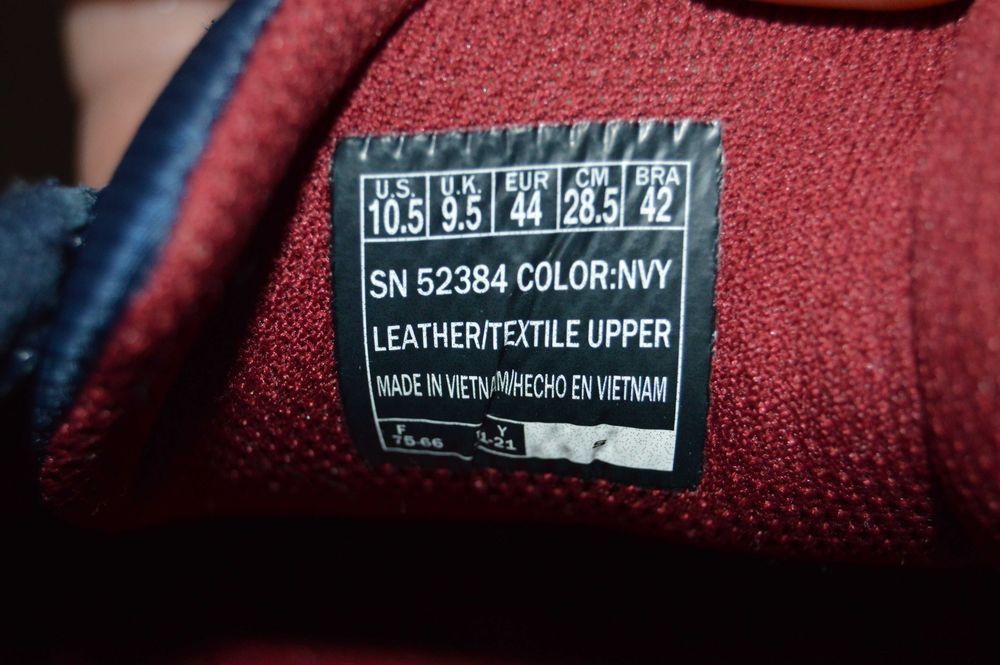 U.S. U.K. EUR CM BRA
10.5 9.5 44 28.5 42
SN 52384 COLOR:NVY
LEATHER/TEXTILE UPPER
MADE IN VIETNAM/HECHO EN VIETNAM
F Y
75-66 -21